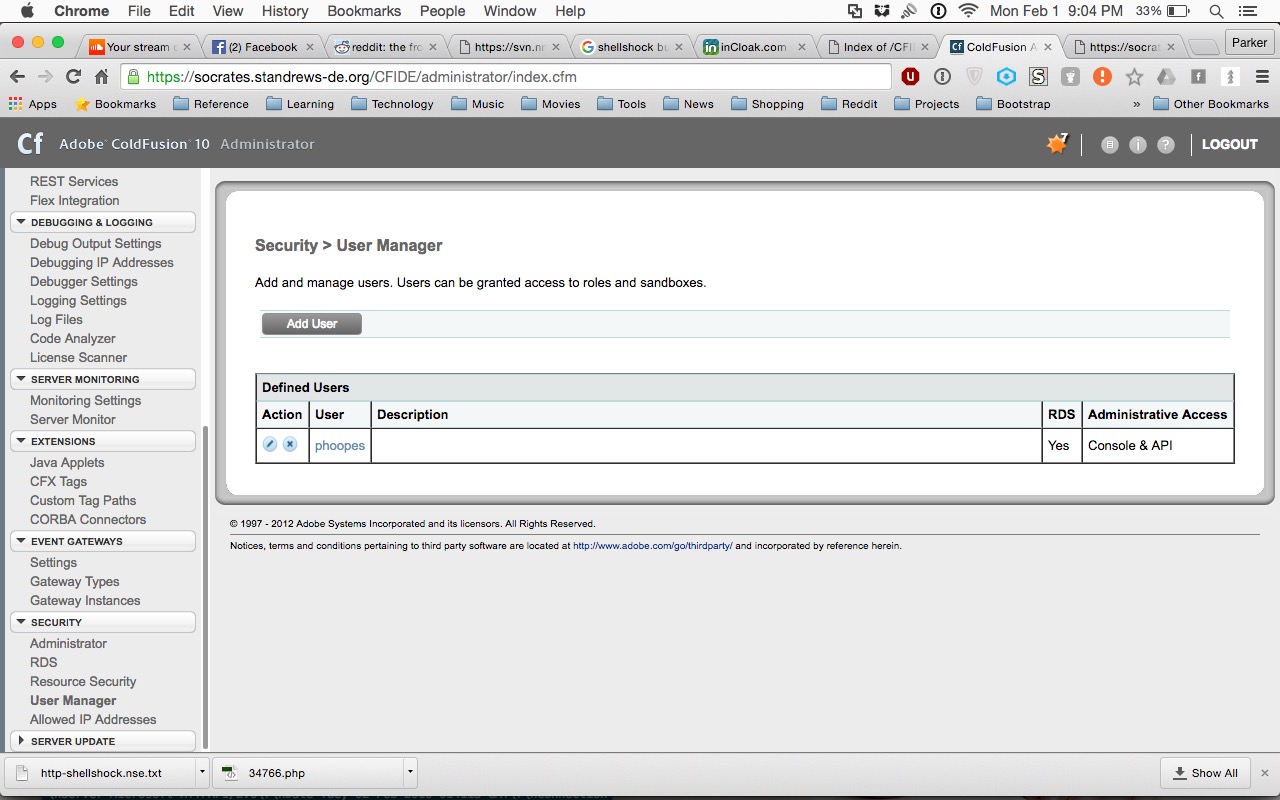 Chrome File Edit View History Bookmarks People Window Help Mon Feb 1 9:04 PM 33%
Your stream (2) Facebook reddit: the fro https://svn.nm shellshock bu inCloak.com Index of /CFI ColdFusion A https://socrat Parker
https://socrates.standrews-de.org/CFIDE/administrator/index.cfm
Apps Bookmarks Reference Learning Technology Music Movies Tools News Shopping Reddit Projects Bootstrap » Other Bookmarks
Cf Adobe ColdFusion 10 Administrator 7 LOGOUT
REST Services
Flex Integration
DEBUGGING & LOGGING
Debug Output Settings
Debugging IP Addresses
Debugger Settings
Logging Settings
Log Files
Code Analyzer
License Scanner
SERVER MONITORING
Monitoring Settings
Server Monitor
EXTENSIONS
Java Applets
CFX Tags
Custom Tag Paths
CORBA Connectors
EVENT GATEWAYS
Settings
Gateway Types
Gateway Instances
SECURITY
Administrator
RDS
Resource Security
User Manager
Allowed IP Addresses
SERVER UPDATE
Security > User Manager
Add and manage users. Users can be granted access to roles and sandboxes.
Add User
Defined Users
Action User Description RDS Administrative Access
phoopes Yes Console & API
© 1997 - 2012 Adobe Systems Incorporated and its licensors. All Rights Reserved.
Notices, terms and conditions pertaining to third party software are located at http://www.adobe.com/go/thirdparty/ and incorporated by reference herein.
http-shellshock.nse.txt 34766.php Show All